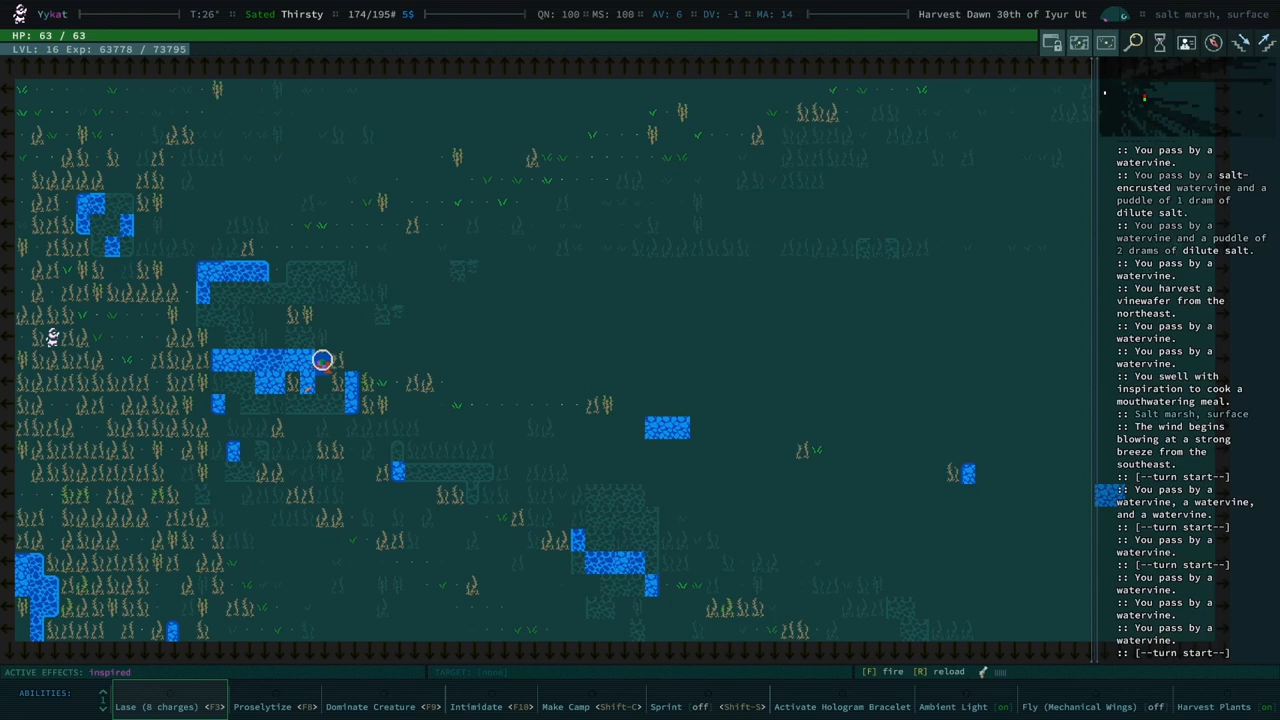 Yykat T:26° Sated Thirsty 174/195# 5$ QN: 100 MS: 100 AV: 6 DV: -1 MA: 14 Harvest Dawn 30th of Iyur Ut salt marsh, surface
HP: 63 / 63
LVL: 16 Exp: 63778 / 73795
:: You pass by a
watervine.
:: You pass by a salt-
encrusted watervine and a
puddle of 1 dram of
dilute salt.
:: You pass by a
watervine and a puddle of
2 drams of dilute salt.
:: You pass by a
watervine.
:: You harvest a
vinewafer from the
northeast.
:: You pass by a
watervine.
:: You pass by a
watervine.
:: You swell with
inspiration to cook a
mouthwatering meal.
:: Salt marsh, surface
:: The wind begins
blowing at a strong
breeze from the
southeast.
:: [--turn start--]
:: You pass by a
watervine, a watervine,
and a watervine.
:: [--turn start--]
:: You pass by a
watervine.
:: [--turn start--]
:: You pass by a
watervine.
:: You pass by a
watervine.
:: You pass by a
watervine.
:: [--turn start--]
ACTIVE EFFECTS: inspired TARGET: [none] [F] fire [R] reload
ABILITIES: 1 Lase (8 charges) <F3> Proselytize <F8> Dominate Creature <F9> Intimidate <F10> Make Camp <Shift-C> Sprint [off] <Shift-S> Activate Hologram Bracelet Ambient Light [on] Fly (Mechanical Wings) [off] Harvest Plants [on]